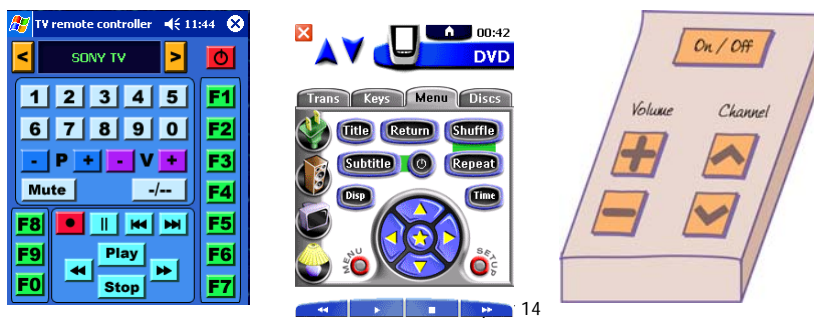 TV remote controller 11:44
< SONY TV >
1 2 3 4 5 F1
6 7 8 9 0 F2
- P + - V + F3
Mute -/-- F4
F8 F5
F9 Play F6
F0 Stop F7
00:42
DVD
Trans Keys Menu Discs
Title Return Shuffle
Subtitle Repeat
Disp Time
MENU SETUP
14
On / Off
Volume Channel
+
-